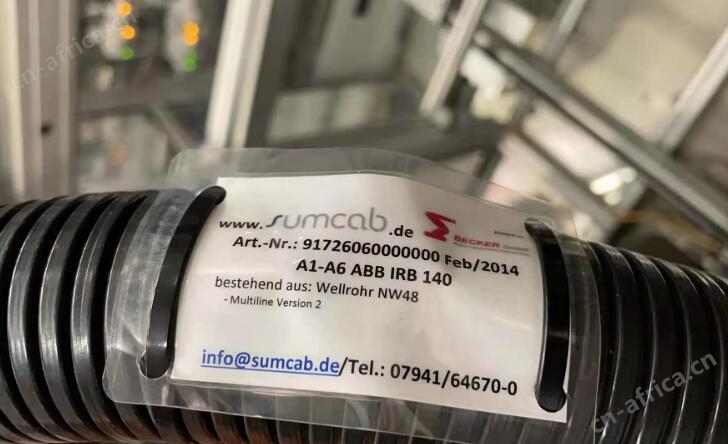 cn-africa.cn
www.sumcab.de BECKER
Art.-Nr.: 91726060000000 Feb/2014
A1-A6 ABB IRB 140
bestehend aus: Wellrohr NW48
- Multiline Version 2
info@sumcab.de/Tel.: 07941/64670-0
cn-africa.cn